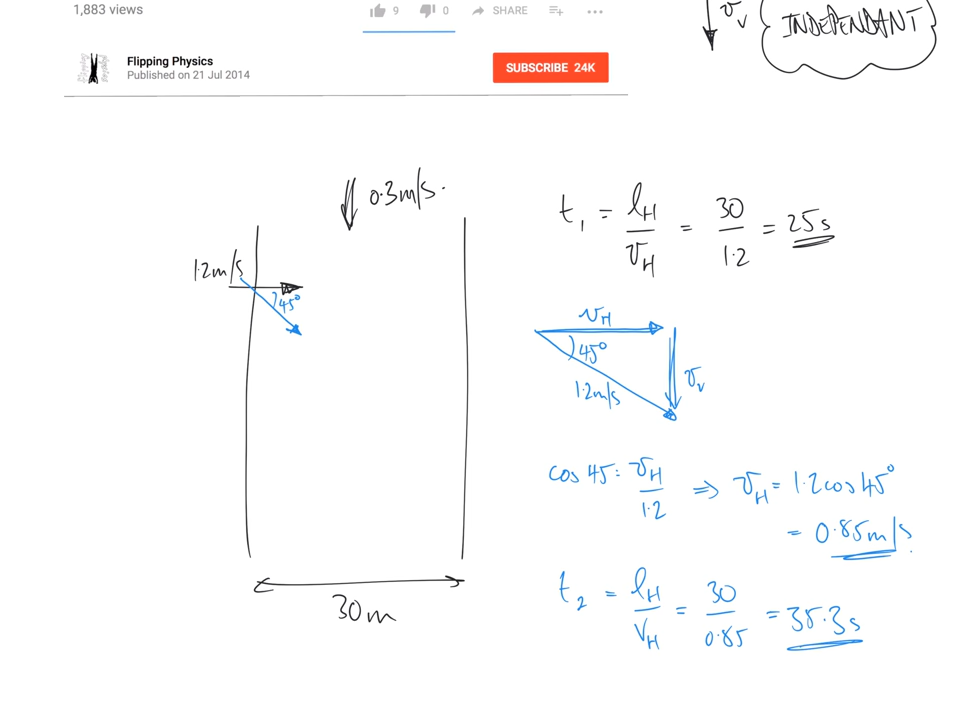 1,883 views
9 0 SHARE
v_v
INDEPENDANT
Flipping Physics
Published on 21 Jul 2014
SUBSCRIBE 24K
0.3m/s.
1.2m/s
45°
30m
t₁ = l_H/v_H = 30/1.2 = 25s
v_H
45°
1.2m/s
v_v
cos 45 : v_H/1.2 ⇒ v_H = 1.2cos45°
= 0.85m/s.
t₂ = l_H/v_H = 30/0.85 = 35.3s